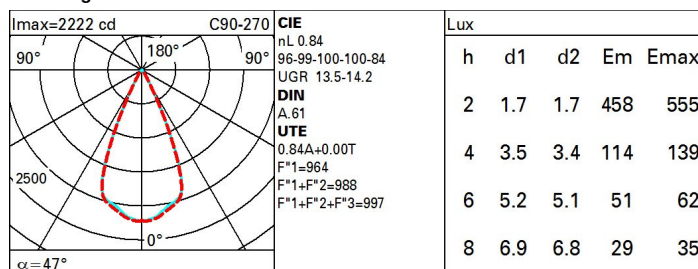 Imax=2222 cd C90-270
90° 180° 90°
2500
0°
α=47°
CIE
nL 0.84
96-99-100-100-84
UGR 13.5-14.2
DIN
A.61
UTE
0.84A+0.00T
F"1=964
F"1+F"2=988
F"1+F"2+F"3=997
Lux
h d1 d2 Em Emax
2 1.7 1.7 458 555
4 3.5 3.4 114 139
6 5.2 5.1 51 62
8 6.9 6.8 29 35